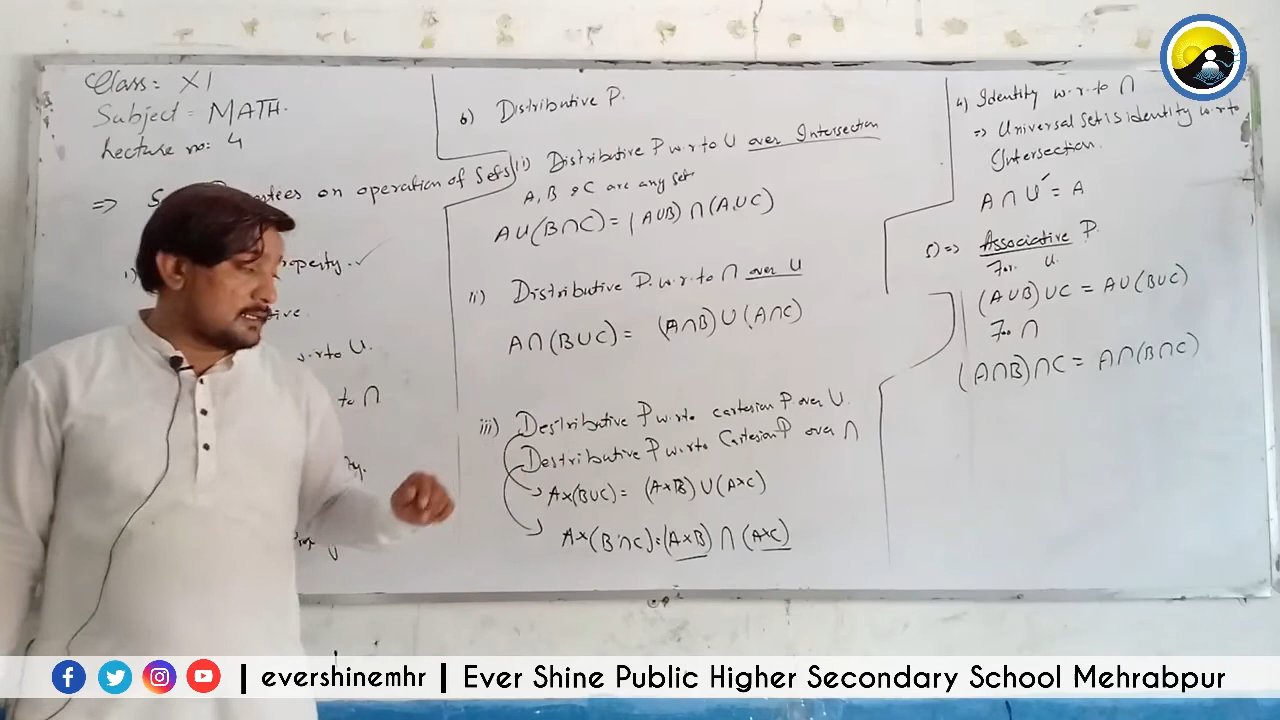 Class: XI
Subject = MATH.
Lecture no: 4
⇒ on operation of Sets
1) property. ✓
w.r.to U.
to ∩
6) Distributive P.
(i) Distributive P w.r.to U over Intersection
A, B & C are any set
A∪(B∩C) = (A∪B) ∩ (A∪C)
ii) Distributive P. w.r.to ∩ over U
A∩(B∪C) = (A∩B) ∪ (A∩C)
iii) Destributive P w.r.to cartesian P over U.
Destributive P w.r.to Cartesian P over ∩
A×(B∪C) = (A×B) ∪ (A×C)
A×(B∩C) = (A×B) ∩ (A×C)
4) Identity w.r.to ∩
⇒ Universal set is identity w.r.to
Intersection.
A ∩ U = A
5) ⇒ Associative P.
For U.
(A∪B)∪C = A∪(B∪C)
For ∩
(A∩B)∩C = A∩(B∩C)
| evershinemhr | Ever Shine Public Higher Secondary School Mehrabpur